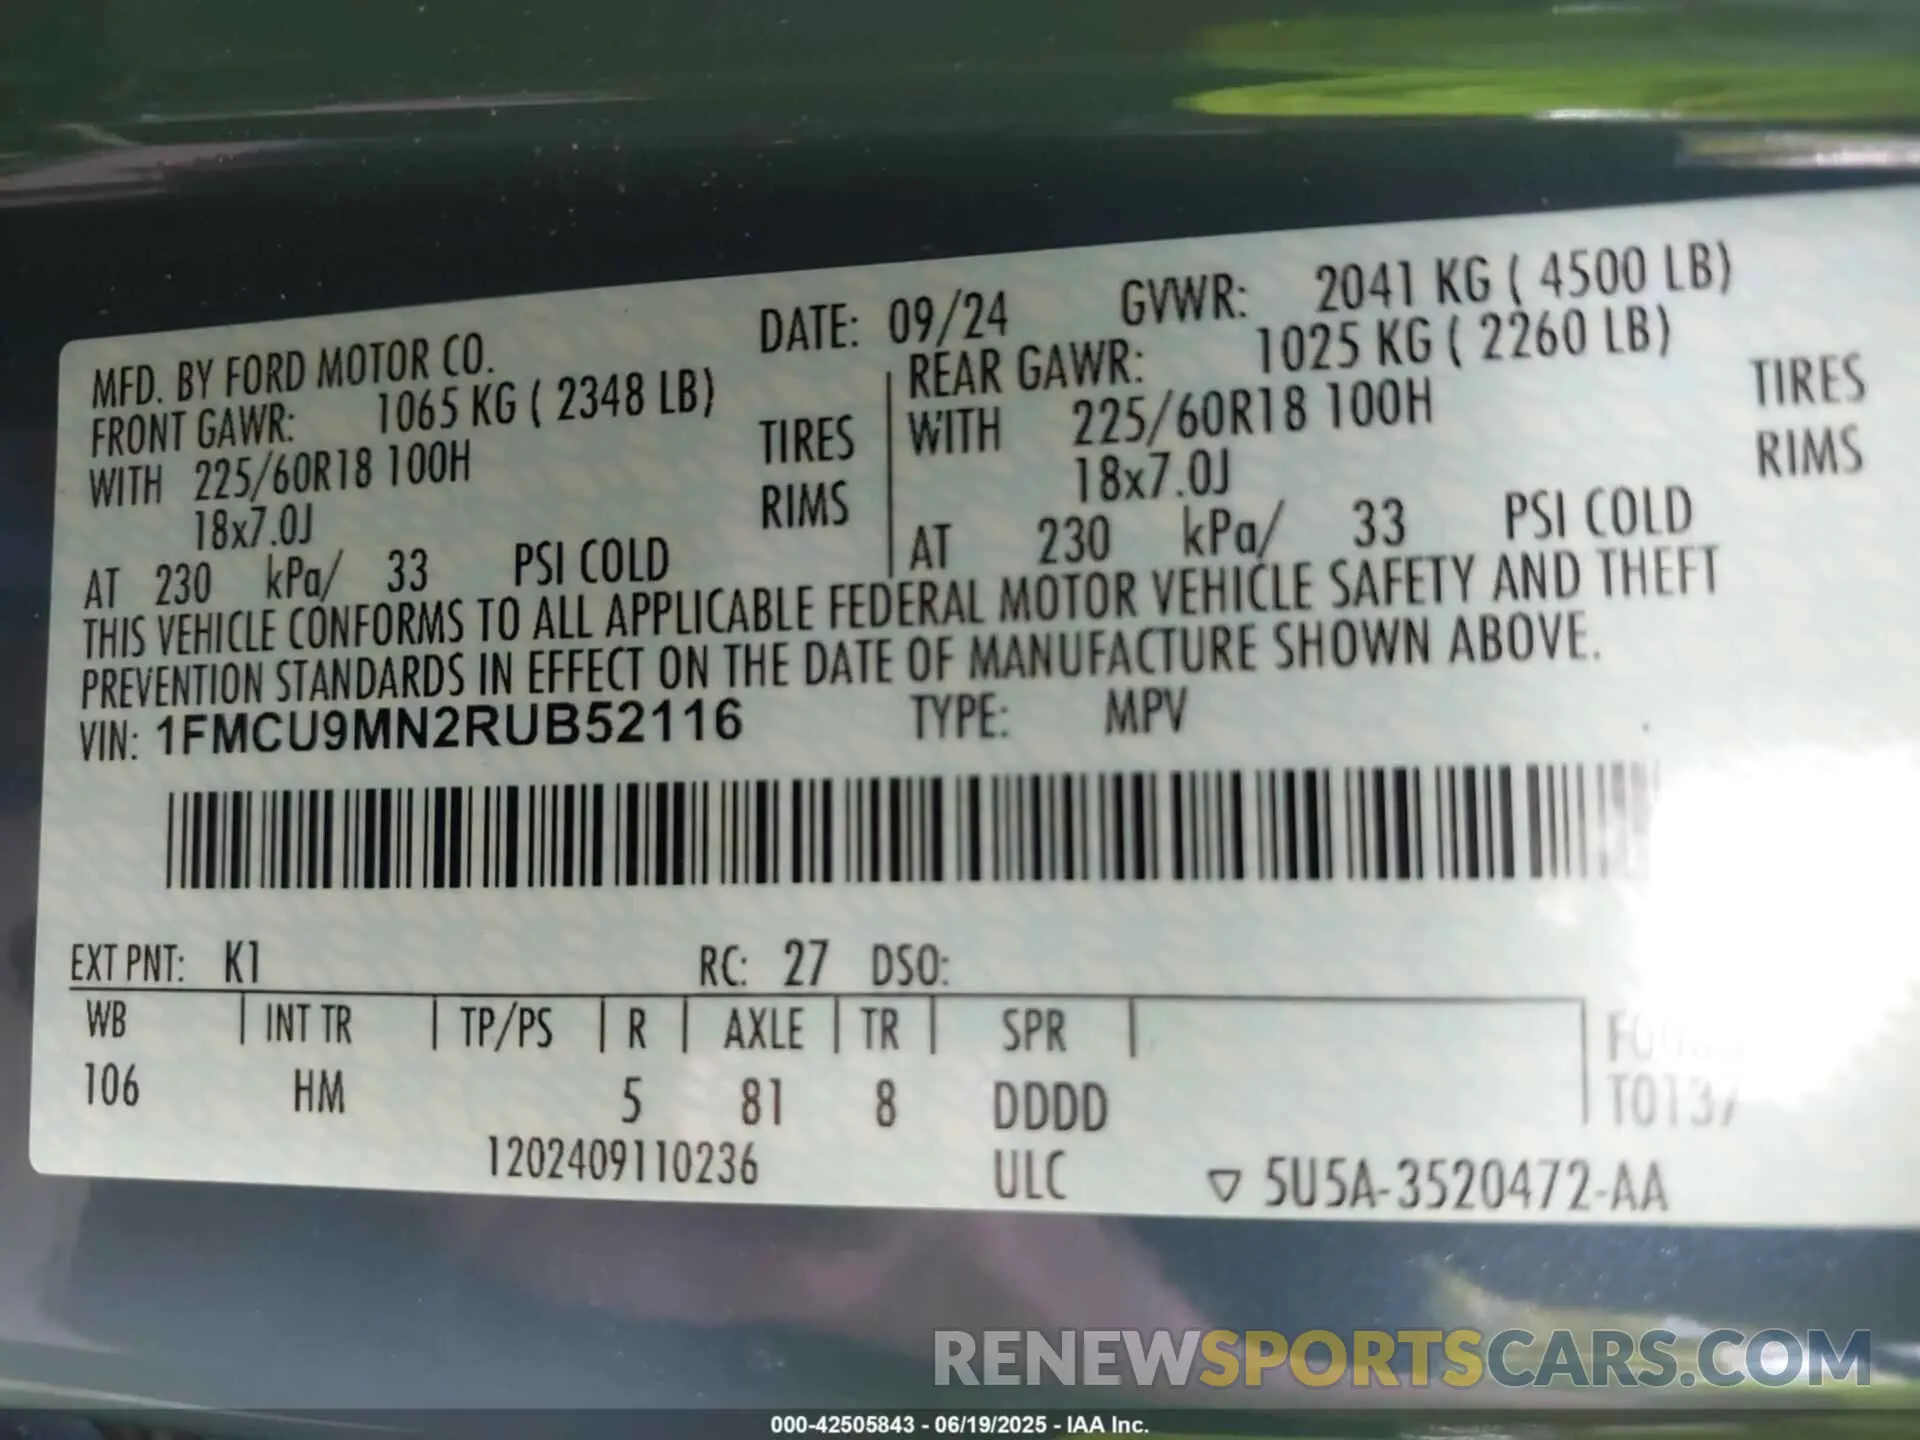 MFD. BY FORD MOTOR CO. DATE: 09/24 GVWR: 2041 KG ( 4500 LB)
FRONT GAWR: 1065 KG ( 2348 LB) REAR GAWR: 1025 KG ( 2260 LB)
WITH 225/60R18 100H TIRES WITH 225/60R18 100H TIRES
18x7.0J RIMS 18x7.0J RIMS
AT 230 kPa/ 33 PSI COLD AT 230 kPa/ 33 PSI COLD
THIS VEHICLE CONFORMS TO ALL APPLICABLE FEDERAL MOTOR VEHICLE SAFETY AND THEFT
PREVENTION STANDARDS IN EFFECT ON THE DATE OF MANUFACTURE SHOWN ABOVE.
VIN: 1FMCU9MN2RUB52116 TYPE: MPV
EXT PNT: K1 RC: 27 DSO:
WB INT TR TP/PS R AXLE TR SPR
106 HM 5 81 8 DDDD
1202409110236 ULC ▽ 5U5A-3520472-AA
RENEWSPORTSCARS.COM
000-42505843 - 06/19/2025 - IAA Inc.